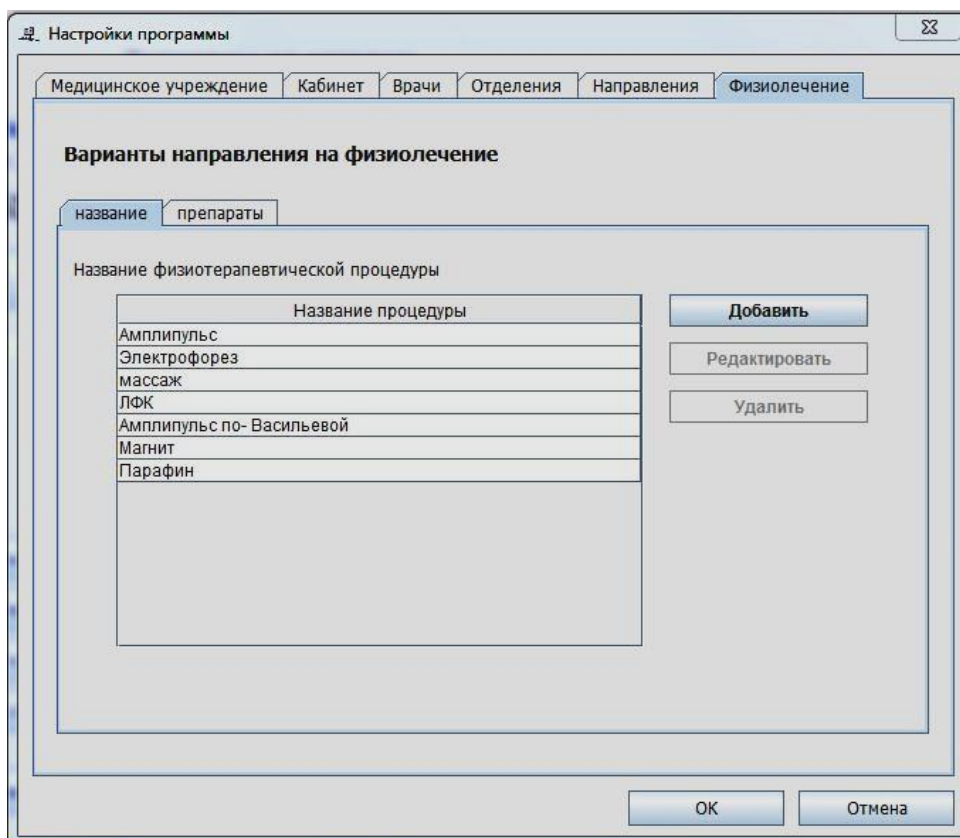 Настройки программы
Медицинское учреждение Кабинет Врачи Отделения Направления Физиолечение
Варианты направления на физиолечение
название препараты
Название физиотерапевтической процедуры
Название процедуры
Добавить
Амплипульс
Электрофорез
Редактировать
массаж
ЛФК
Удалить
Амплипульс по- Васильевой
Магнит
Парафин
OK Отмена